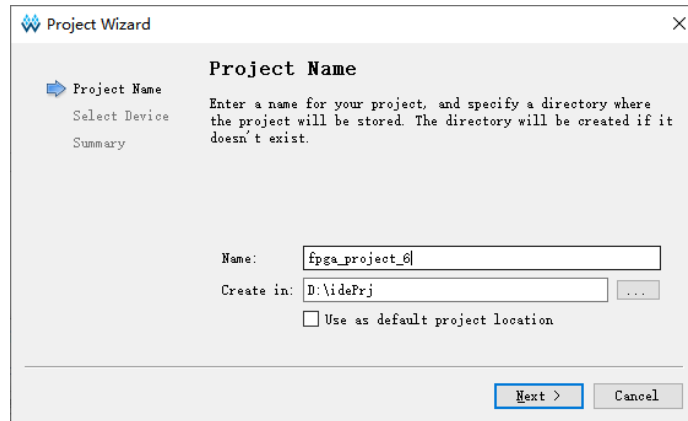 Project Wizard
Project Name
Select Device
Summary
Project Name
Enter a name for your project, and specify a directory where
the project will be stored. The directory will be created if it
doesn't exist.
Name: fpga_project_6
Create in: D:\idePrj ...
Use as default project location
Next > Cancel